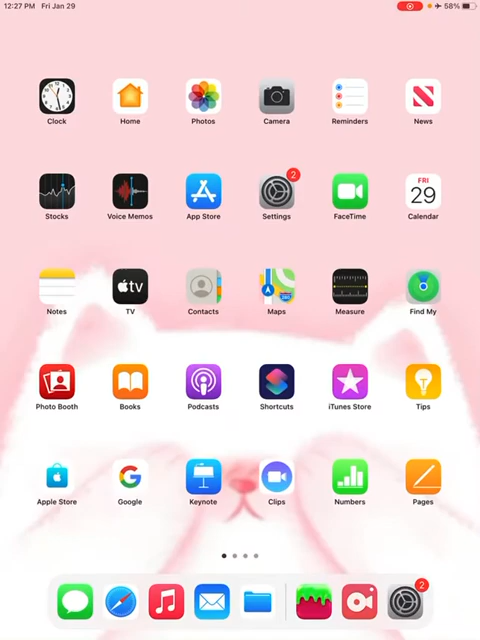 12:27 PM Fri Jan 29 58%
Clock Home Photos Camera Reminders News
2
FRI
29
Stocks Voice Memos App Store Settings FaceTime Calendar
tv
280
Notes TV Contacts Maps Measure Find My
Photo Booth Books Podcasts Shortcuts iTunes Store Tips
G
Apple Store Google Keynote Clips Numbers Pages
2